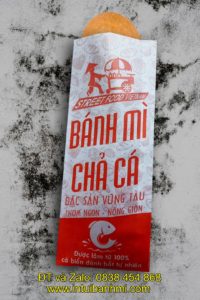 STREET FOOD VIETNAM
BÁNH MÌ
CHẢ CÁ
ĐẶC SẢN VŨNG TÀU
THƠM NGON - NÓNG GIÒN
Được làm từ 100%
cá biển đánh bắt tự nhiên
ĐT và Zalo: 0838 454 868
www.intuibanhmi.com